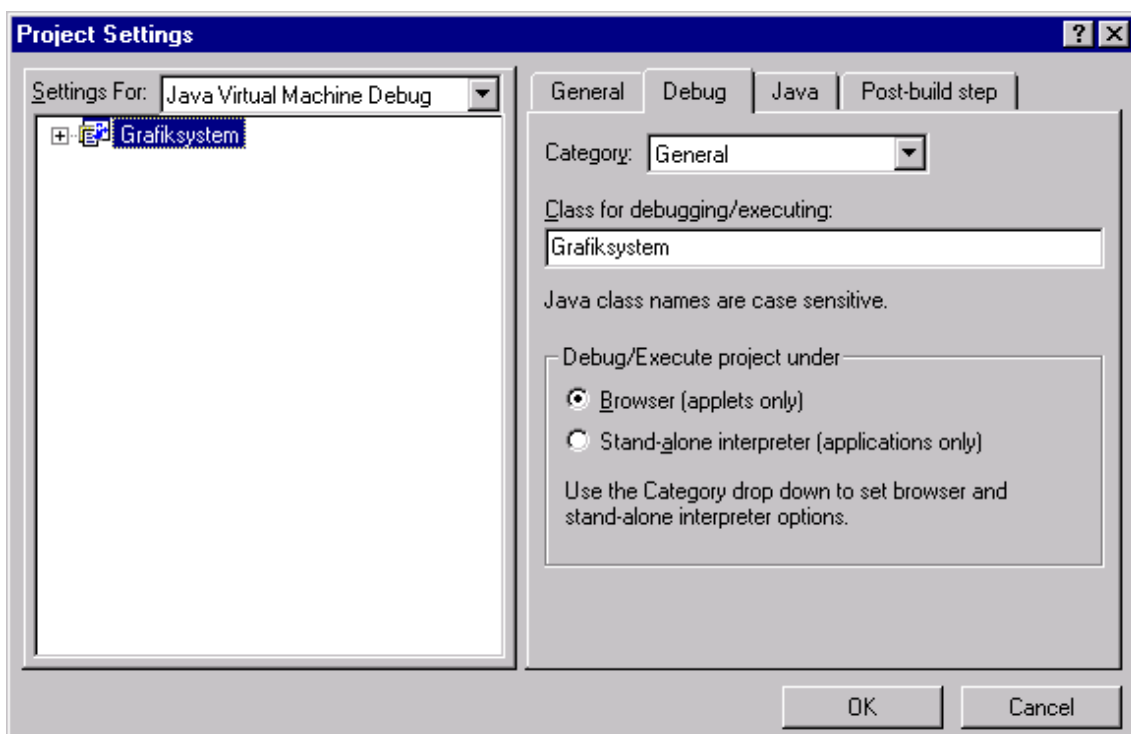 Project Settings
Settings For: Java Virtual Machine Debug
Grafiksystem
General Debug Java Post-build step
Category: General
Class for debugging/executing:
Grafiksystem
Java class names are case sensitive.
Debug/Execute project under
Browser (applets only)
Stand-alone interpreter (applications only)
Use the Category drop down to set browser and
stand-alone interpreter options.
OK Cancel